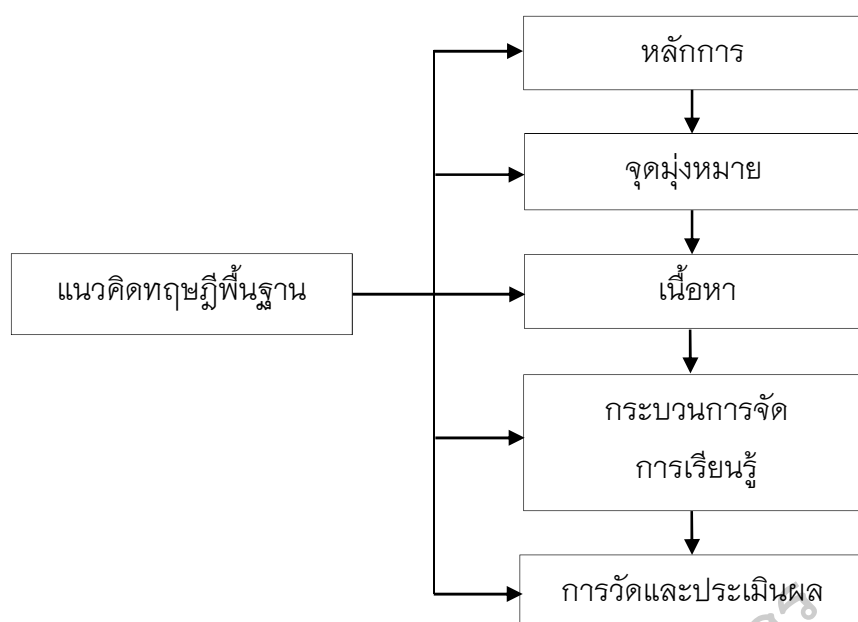 หลักการ
จุดมุ่งหมาย
แนวคิดทฤษฎีพื้นฐาน
เนื้อหา
กระบวนการจัด
การเรียนรู้
การวัดและประเมินผล